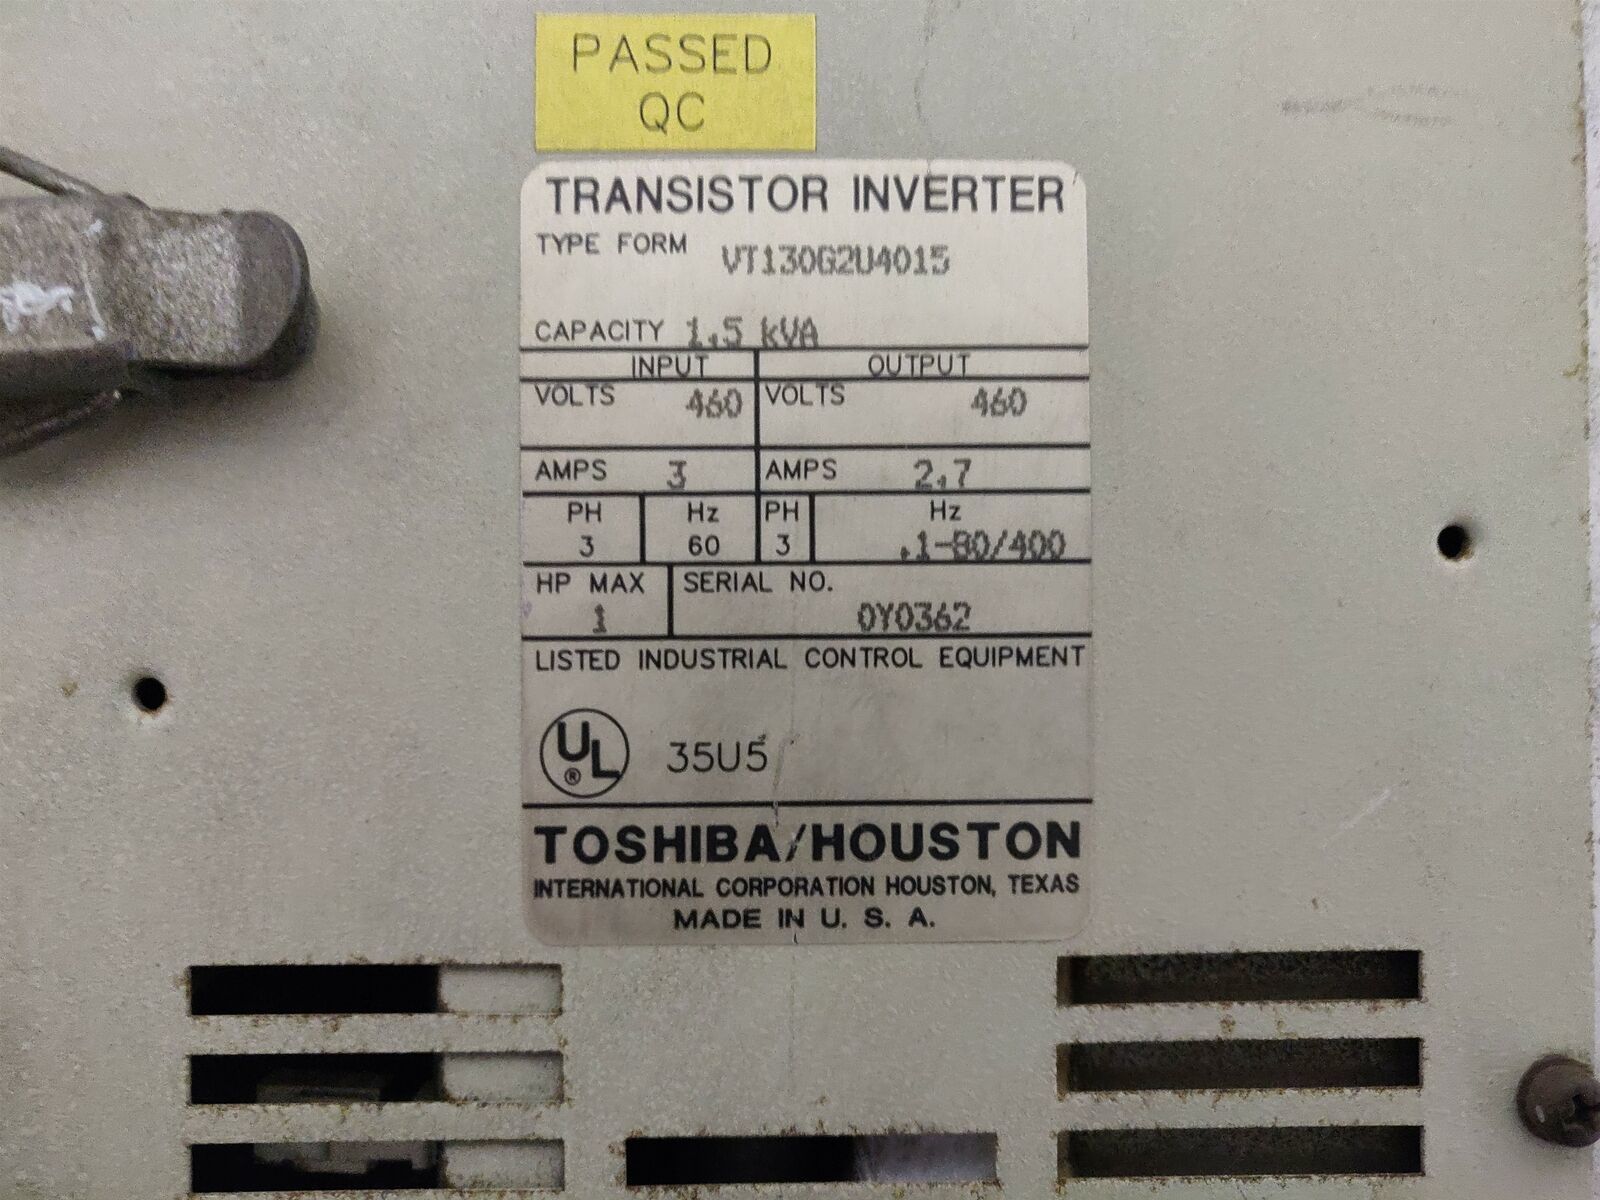 PASSED
QC
TRANSISTOR INVERTER
TYPE FORM VT130G2U4015
CAPACITY 1.5 kVA
INPUT OUTPUT
VOLTS 460 VOLTS 460
AMPS 3 AMPS 2.7
PH Hz PH Hz
3 60 3 .1-80/400
HP MAX SERIAL NO.
1 0Y0362
LISTED INDUSTRIAL CONTROL EQUIPMENT
UL ® 35U5
TOSHIBA/HOUSTON
INTERNATIONAL CORPORATION HOUSTON, TEXAS
MADE IN U. S. A.